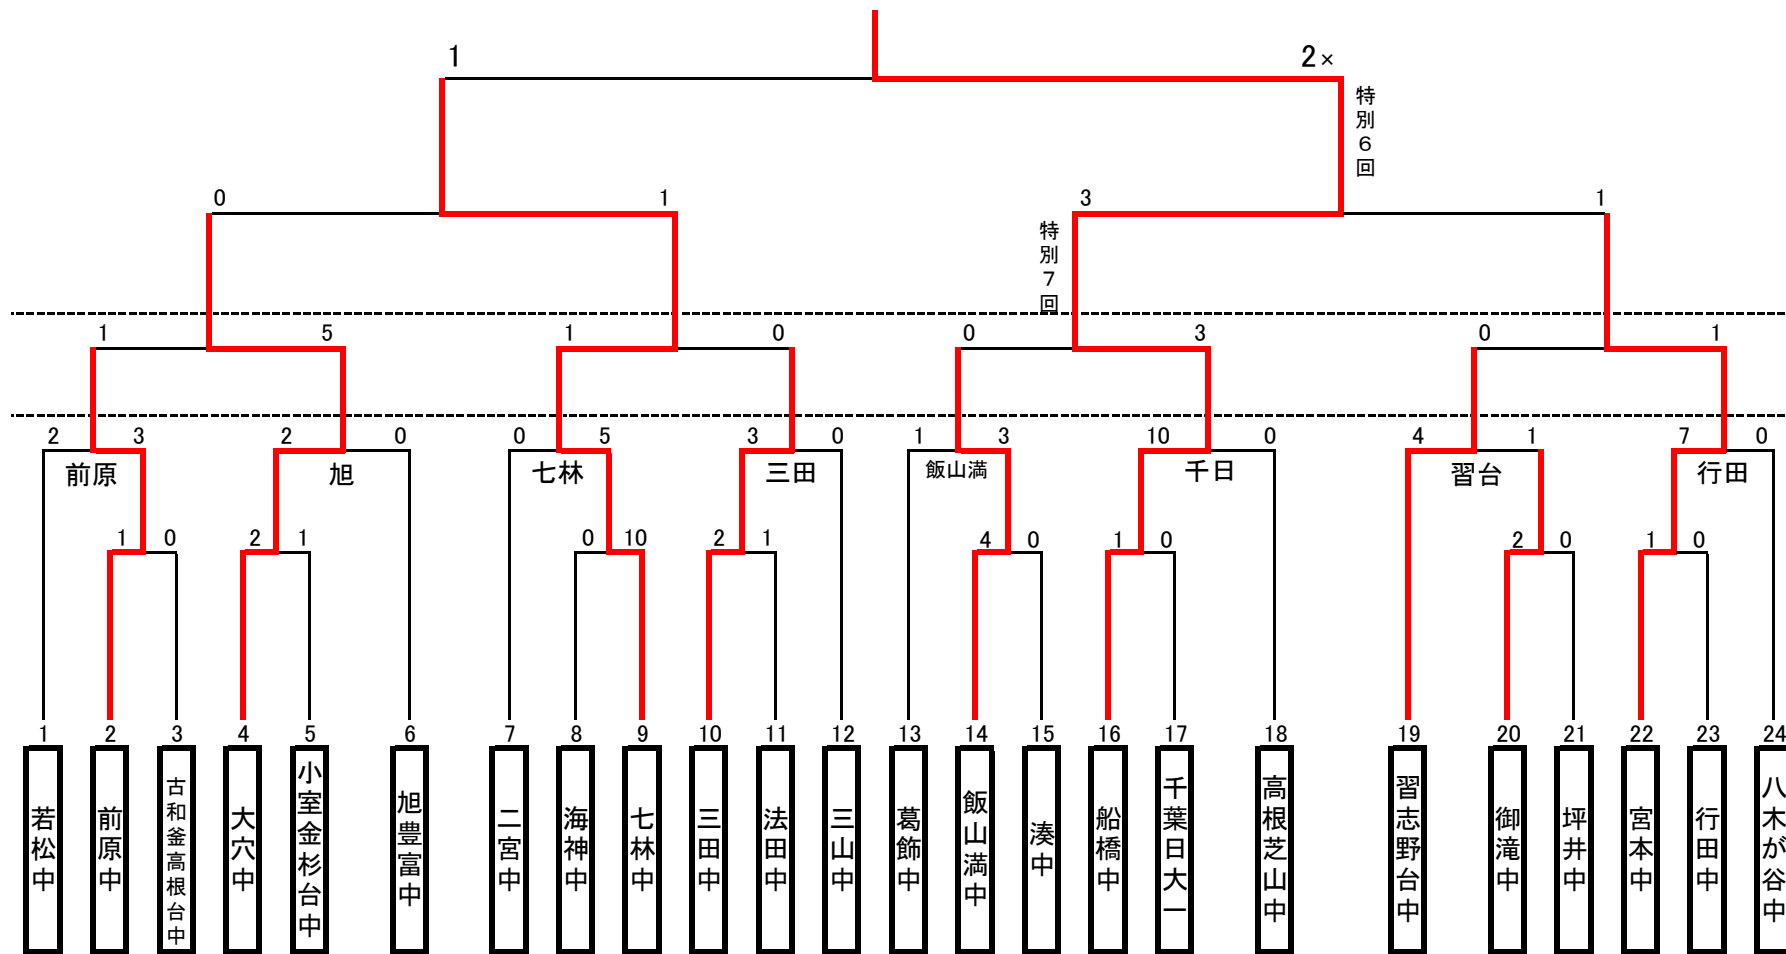 1
2×
特別6回
0
1
3
1
特別7回
1
5
1
0
0
3
0
1
2
3
2
0
0
5
3
0
1
3
10
0
4
1
7
0
前原
旭
七林
三田
飯山満
千日
習台
行田
1
0
2
1
0
10
2
1
4
0
1
0
2
0
1
0
1
2
3
4
5
6
7
8
9
10
11
12
13
14
15
16
17
18
19
20
21
22
23
24
若松中
前原中
古和釜高根台中
大穴中
小室金杉台中
旭豊富中
二宮中
海神中
七林中
三田中
法田中
三山中
葛飾中
飯山満中
湊中
船橋中
千葉日大一
高根芝山中
習志野台中
御滝中
坪井中
宮本中
行田中
八木が谷中